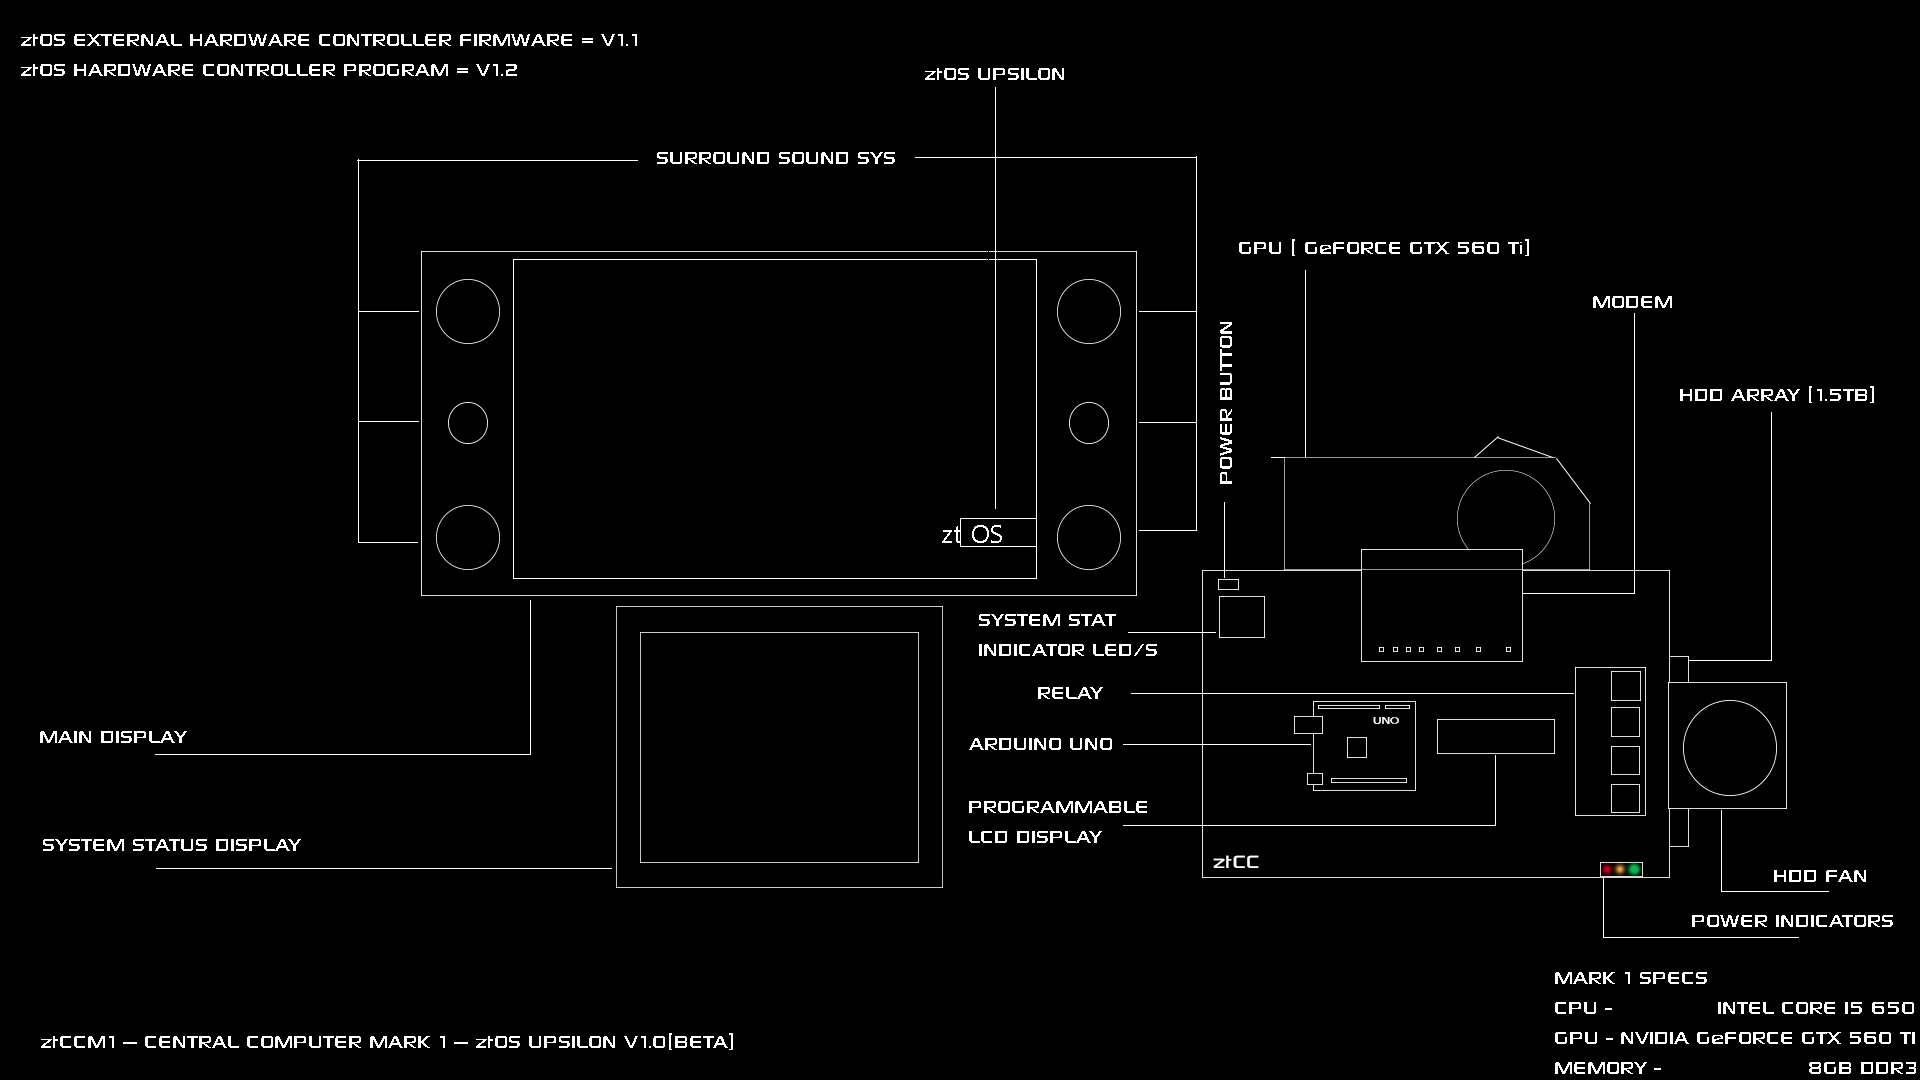 ztOS EXTERNAL HARDWARE CONTROLLER FIRMWARE = V1.1
ztOS HARDWARE CONTROLLER PROGRAM = V1.2
ztOS UPSILON
SURROUND SOUND SYS
GPU [ GeFORCE GTX 560 Ti]
MODEM
POWER BUTTON
HDD ARRAY [1.5TB]
zt OS
SYSTEM STAT
INDICATOR LED/S
RELAY
UNO
MAIN DISPLAY
ARDUINO UNO
PROGRAMMABLE
LCD DISPLAY
SYSTEM STATUS DISPLAY
ztCC
HDD FAN
POWER INDICATORS
MARK 1 SPECS
CPU - INTEL CORE I5 650
GPU - NVIDIA GeFORCE GTX 560 TI
MEMORY - 8GB DDR3
ztCCM1 – CENTRAL COMPUTER MARK 1 – ztOS UPSILON V1.0[BETA]